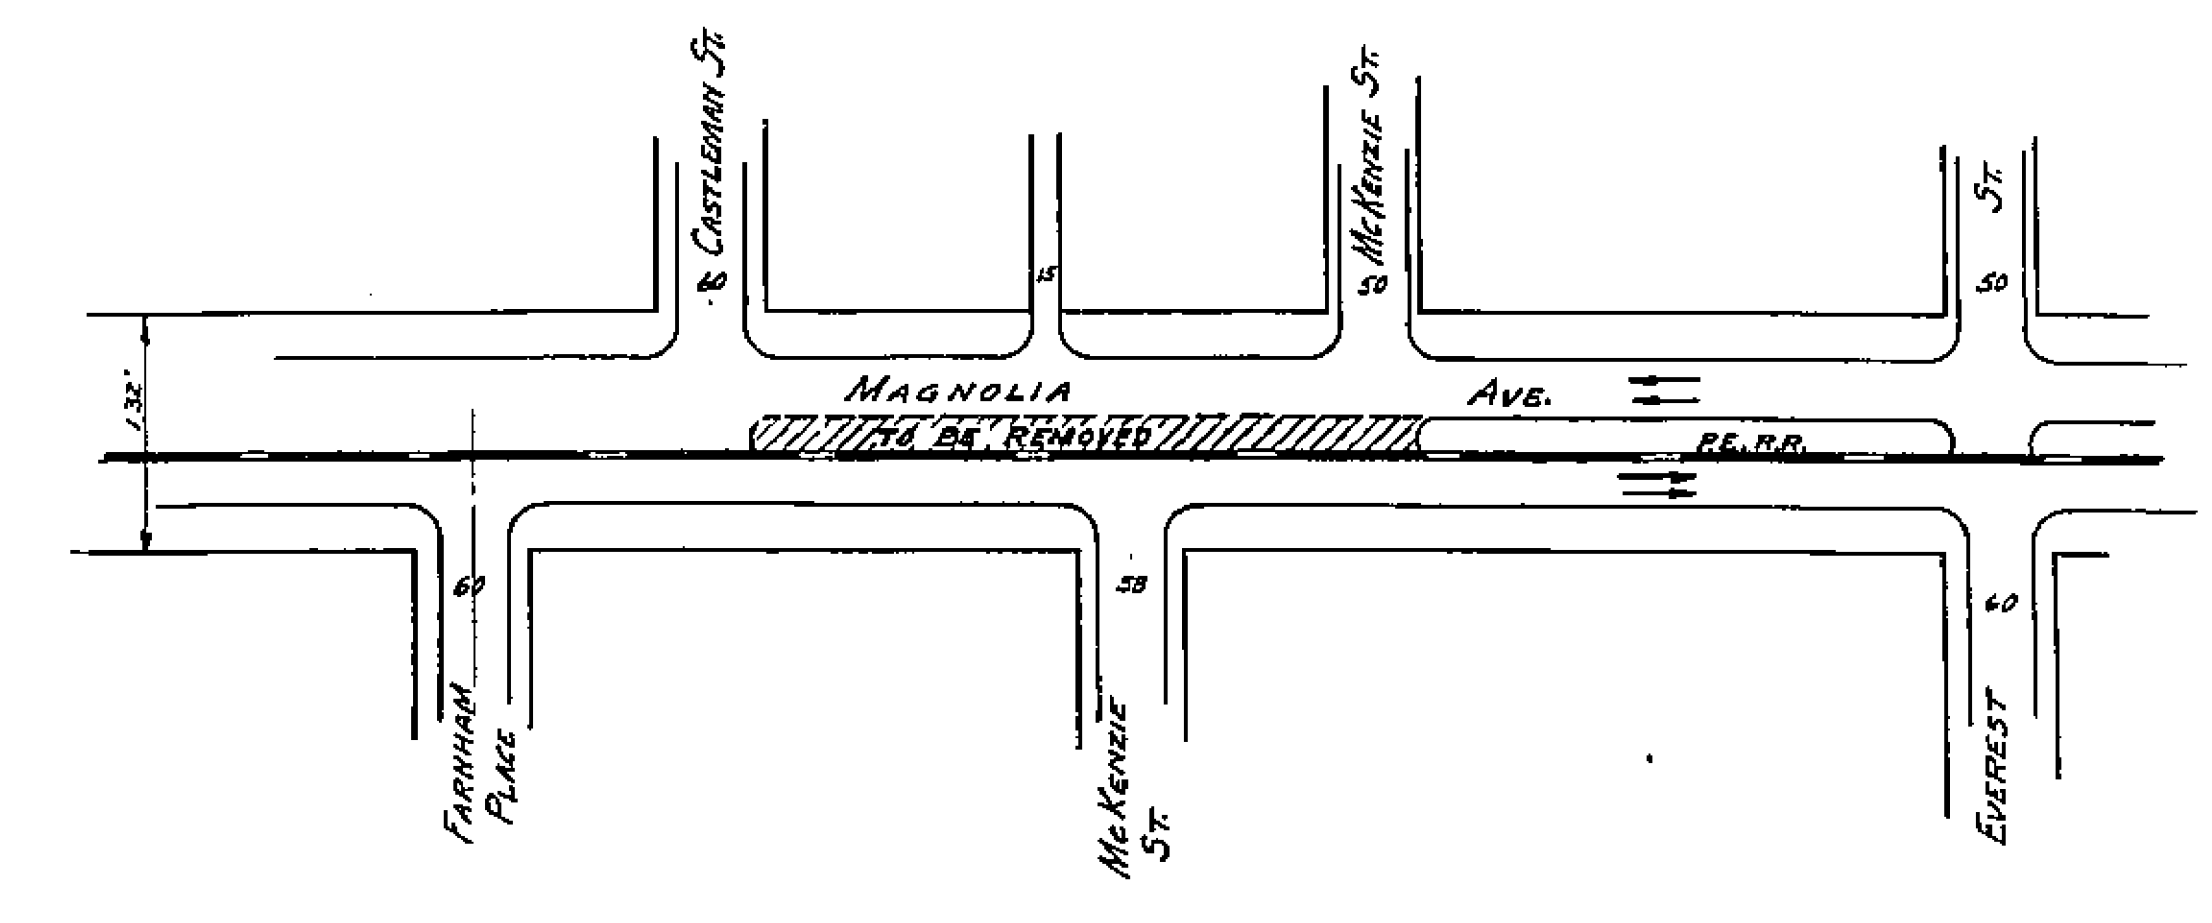 CASTLEMAN ST.
McKENZIE ST.
50
ST.
50
15
132'
MAGNOLIA AVE.
TO BE REMOVED
P.E.R.R.
60
58
60
FARNHAM
PLACE
McKENZIE
ST.
EVEREST